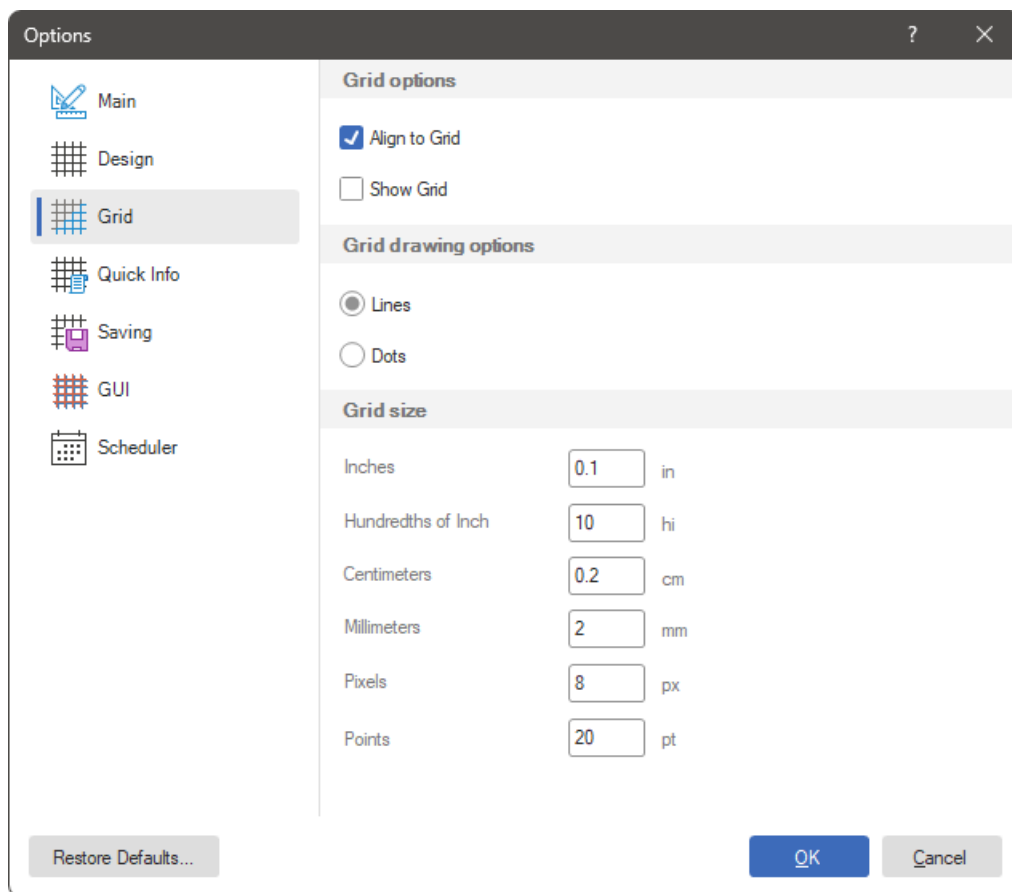 Options ?
Main
Design
Grid
Quick Info
Saving
GUI
Scheduler
Grid options
Align to Grid
Show Grid
Grid drawing options
Lines
Dots
Grid size
Inches 0.1 in
Hundredths of Inch 10 hi
Centimeters 0.2 cm
Millimeters 2 mm
Pixels 8 px
Points 20 pt
Restore Defaults... OK Cancel